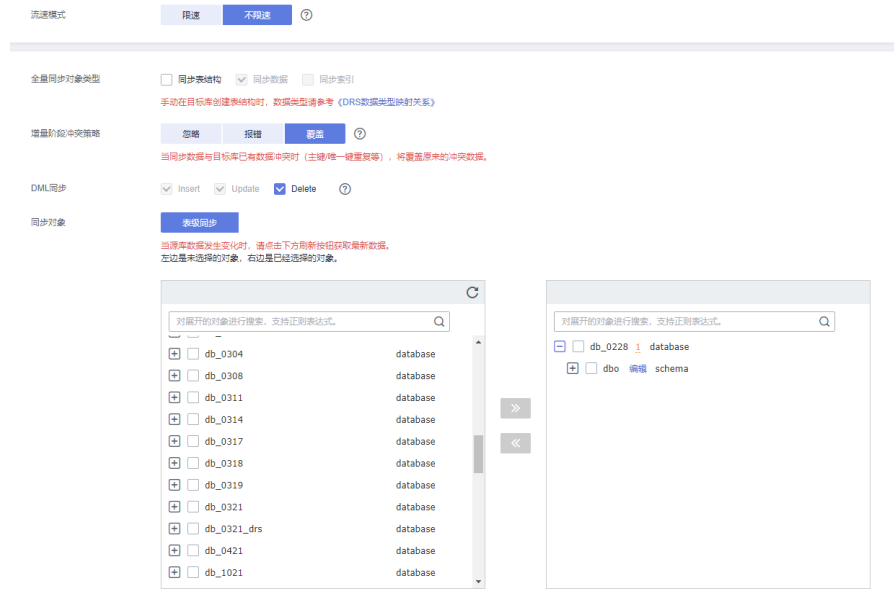 流速模式 限速 不限速
全量同步对象类型 同步表结构 同步数据 同步索引
手动在目标库创建表结构时，数据类型请参考《DRS数据类型映射关系》
增量阶段冲突策略 忽略 报错 覆盖
当同步数据与目标库已有数据冲突时（主键/唯一键重复等），将覆盖原来的冲突数据。
DML同步 Insert Update Delete
同步对象 表级同步
当源库数据发生变化时，请点击下方刷新按钮获取最新数据。
左边是未选择的对象，右边是已经选择的对象。
对展开的对象进行搜索，支持正则表达式。
db_0304 database
db_0308 database
db_0311 database
db_0314 database
db_0317 database
db_0318 database
db_0319 database
db_0321 database
db_0321_drs database
db_0421 database
db_1021 database
对展开的对象进行搜索，支持正则表达式。
db_0228 1 database
dbo 编辑 schema